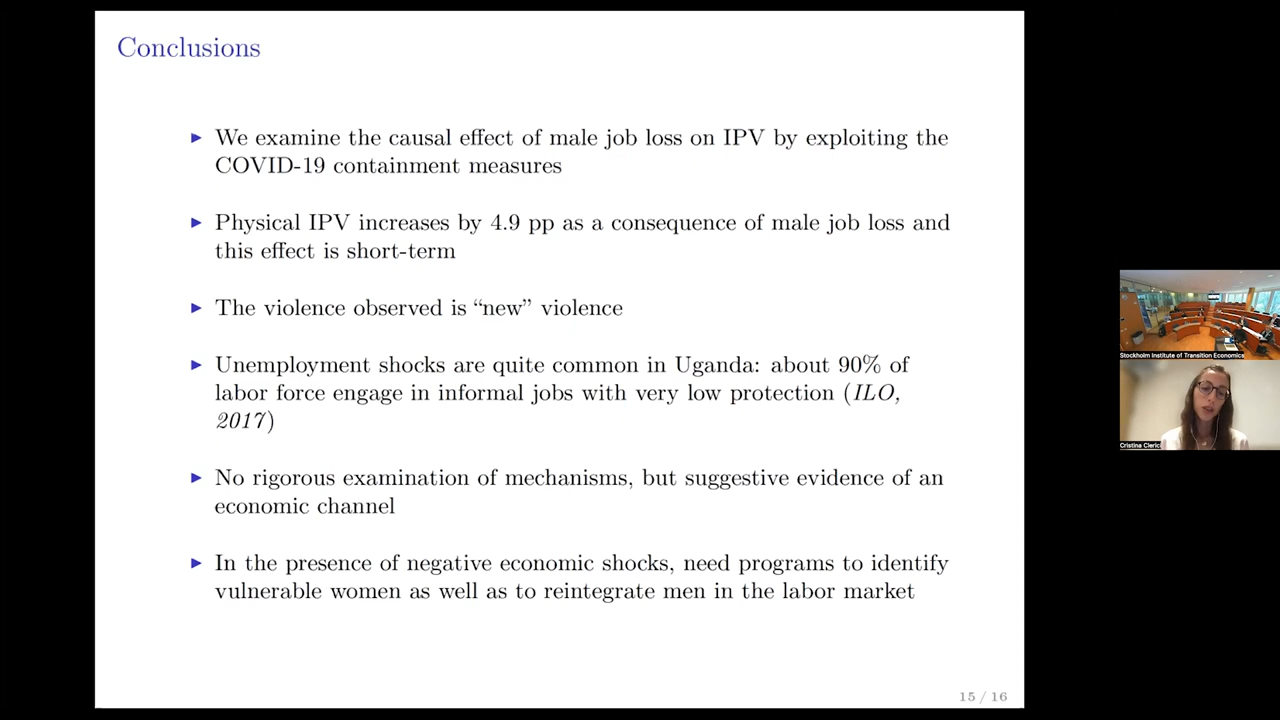 Conclusions
We examine the causal effect of male job loss on IPV by exploiting the
COVID-19 containment measures
Physical IPV increases by 4.9 pp as a consequence of male job loss and
this effect is short-term
The violence observed is “new” violence
Unemployment shocks are quite common in Uganda: about 90% of
labor force engage in informal jobs with very low protection (ILO,
2017)
No rigorous examination of mechanisms, but suggestive evidence of an
economic channel
In the presence of negative economic shocks, need programs to identify
vulnerable women as well as to reintegrate men in the labor market
15 / 16
Stockholm Institute of Transition Economics
Cristina Clerici